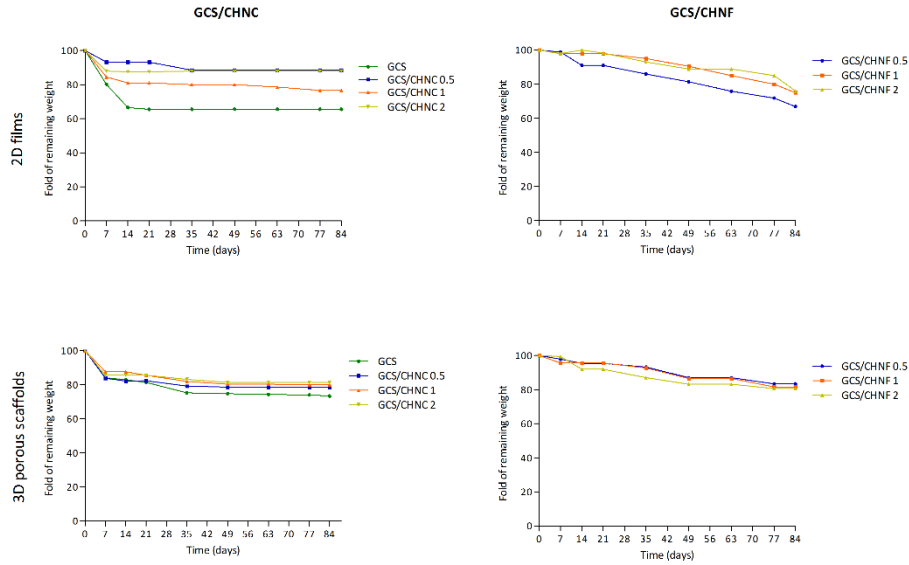 GCS/CHNC
GCS/CHNF
2D films
Fold of remaining weight
100
80
60
40
20
0
0 7 14 21 28 35 42 49 56 63 70 77 84
Time (days)
GCS
GCS/CHNC 0.5
GCS/CHNC 1
GCS/CHNC 2
Fold of remaining weight
100
80
60
40
20
0
0 7 14 21 28 35 42 49 56 63 70 77 84
Time (days)
GCS/CHNF 0.5
GCS/CHNF 1
GCS/CHNF 2
3D porous scaffolds
Fold of remaining weight
100
80
60
40
20
0
0 7 14 21 28 35 42 49 56 63 70 77 84
Time (days)
GCS
GCS/CHNC 0.5
GCS/CHNC 1
GCS/CHNC 2
Fold of remaining weight
100
80
60
40
20
0
0 7 14 21 28 35 42 49 56 63 70 77 84
Time (days)
GCS/CHNF 0.5
GCS/CHNF 1
GCS/CHNF 2